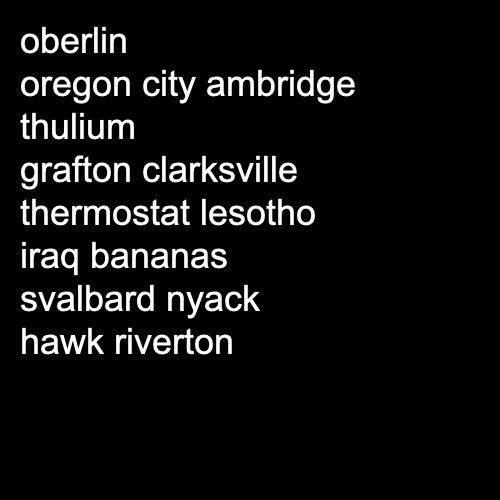 oberlin
oregon city ambridge
thulium
grafton clarksville
thermostat lesotho
iraq bananas
svalbard nyack
hawk riverton